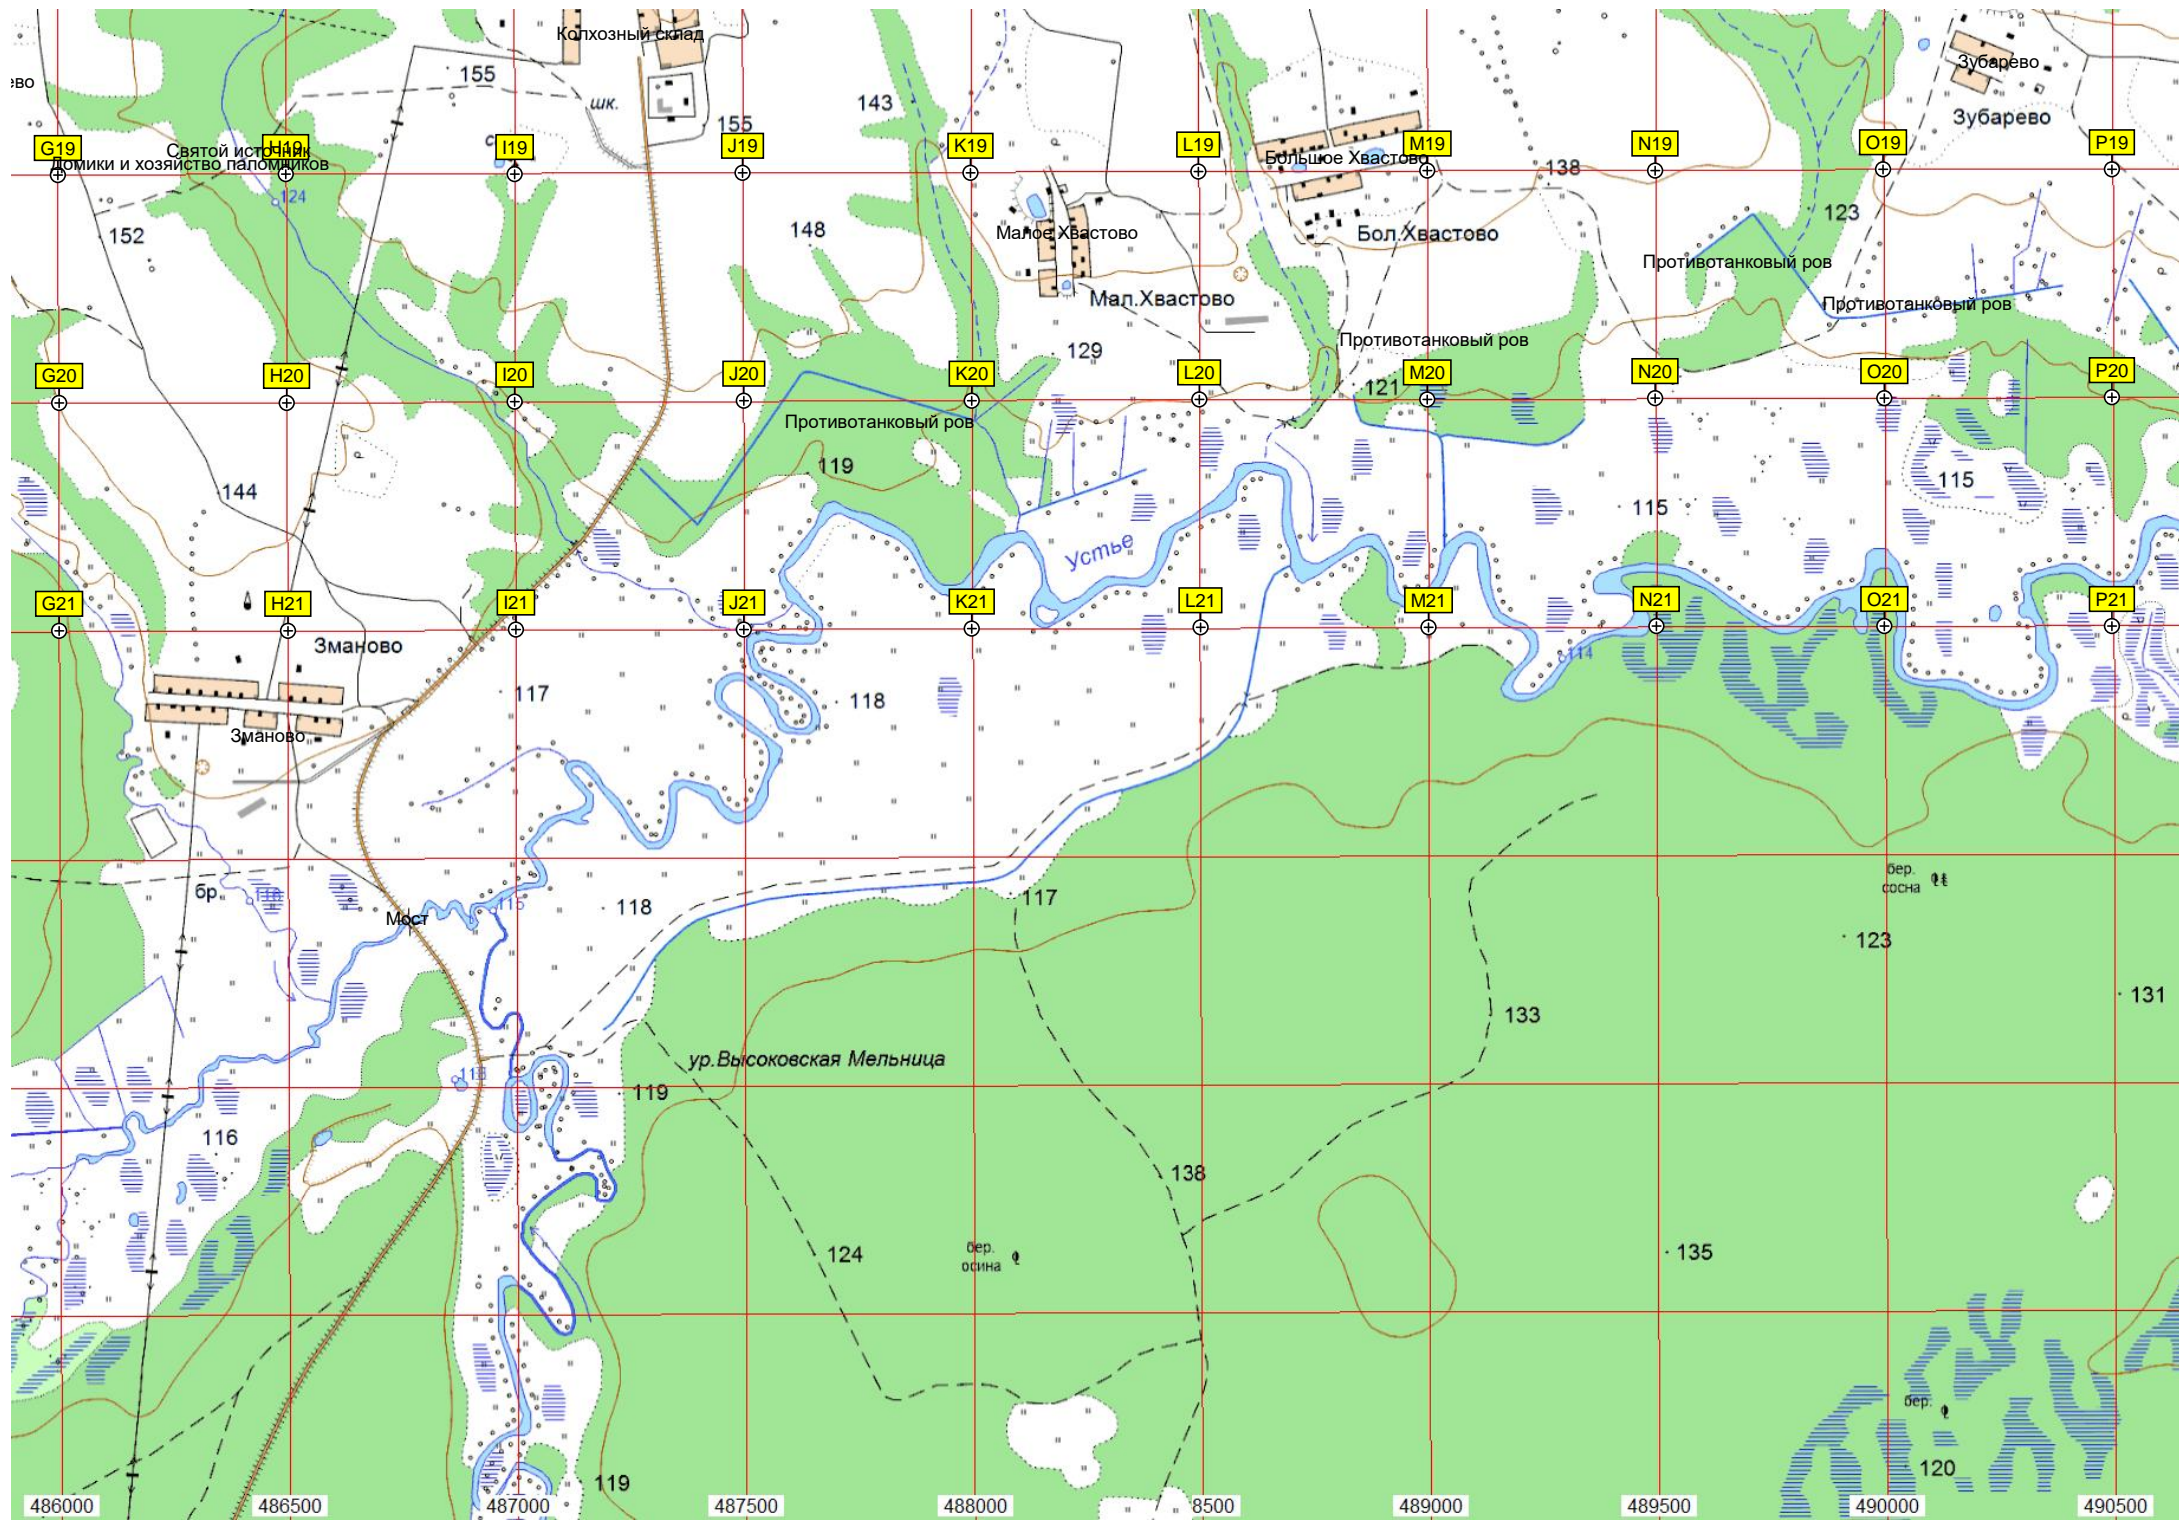 Колхозный склад
155
шк.
ево
143
155
Зубарево
Зубарево
G19
H19
I19
J19
K19
L19
M19
N19
O19
P19
Святой источник
Домики и хозяйство паломников
Большое Хвастово
138
124
152
148
Малое Хвастово
Бол.Хвастово
123
Противотанковый ров
Мал.Хвастово
Противотанковый ров
129
Противотанковый ров
G20
H20
I20
J20
K20
L20
M20
N20
O20
P20
121
115
Противотанковый ров
119
144
115
115
Устье
G21
H21
I21
J21
K21
L21
M21
N21
O21
P21
Зманово
114
117
118
Зманово
бр.
116
115
118
117
бер.
сосна
Мост
123
131
133
ур.Высоковская Мельница
119
116
138
124
бер.
осина
135
бер.
119
120
486000
486500
487000
487500
488000
8500
489000
489500
490000
490500